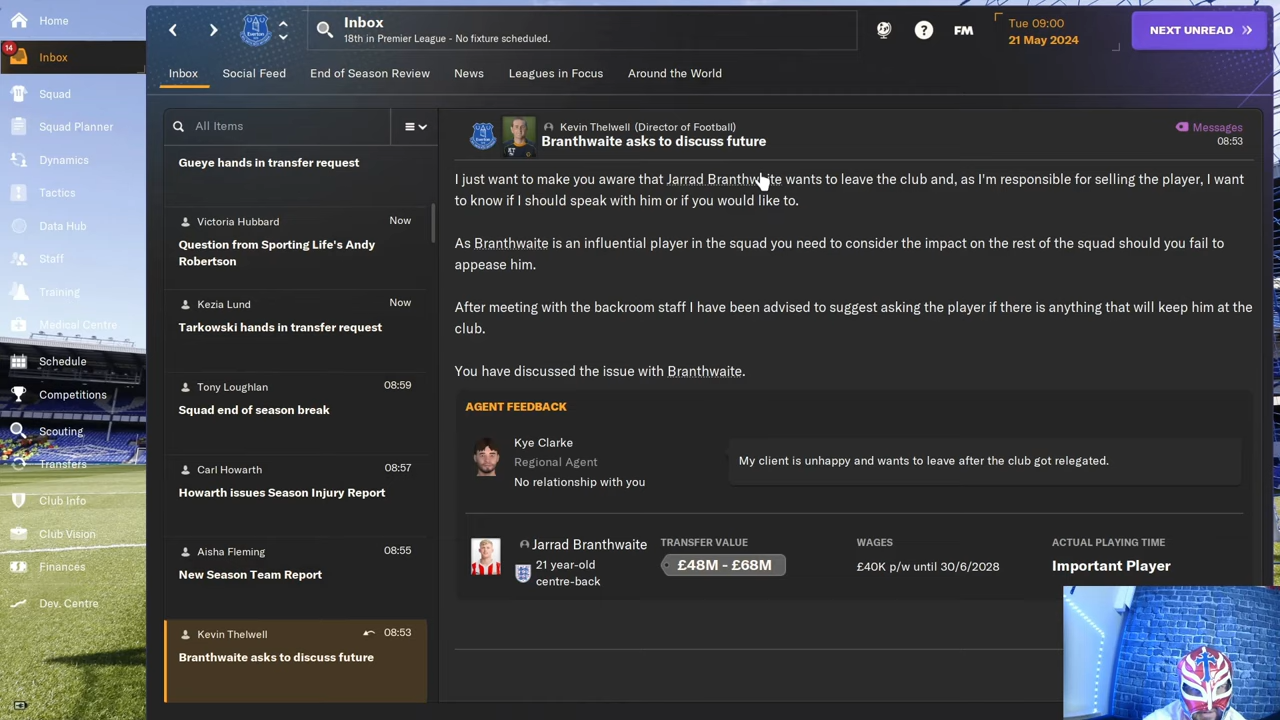 Home
14
Inbox
Squad
Squad Planner
Dynamics
Tactics
Data Hub
Staff
Training
Medical Centre
Schedule
Competitions
Scouting
Transfers
Club Info
Club Vision
Finances
Dev. Centre
Everton
Inbox
18th in Premier League - No fixture scheduled.
?
FM
Tue 09:00
21 May 2024
NEXT UNREAD
Inbox
Social Feed
End of Season Review
News
Leagues in Focus
Around the World
All Items
Gueye hands in transfer request
Victoria Hubbard
Now
Question from Sporting Life's Andy
Robertson
Kezia Lund
Now
Tarkowski hands in transfer request
Tony Loughlan
08:59
Squad end of season break
Carl Howarth
08:57
Howarth issues Season Injury Report
Aisha Fleming
08:55
New Season Team Report
Kevin Thelwell
08:53
Branthwaite asks to discuss future
Kevin Thelwell (Director of Football)
Branthwaite asks to discuss future
Messages
08:53
I just want to make you aware that Jarrad Branthwaite wants to leave the club and, as I'm responsible for selling the player, I want
to know if I should speak with him or if you would like to.
As Branthwaite is an influential player in the squad you need to consider the impact on the rest of the squad should you fail to
appease him.
After meeting with the backroom staff I have been advised to suggest asking the player if there is anything that will keep him at the
club.
You have discussed the issue with Branthwaite.
AGENT FEEDBACK
Kye Clarke
Regional Agent
No relationship with you
My client is unhappy and wants to leave after the club got relegated.
Jarrad Branthwaite
21 year-old
centre-back
TRANSFER VALUE
£48M - £68M
WAGES
£40K p/w until 30/6/2028
ACTUAL PLAYING TIME
Important Player